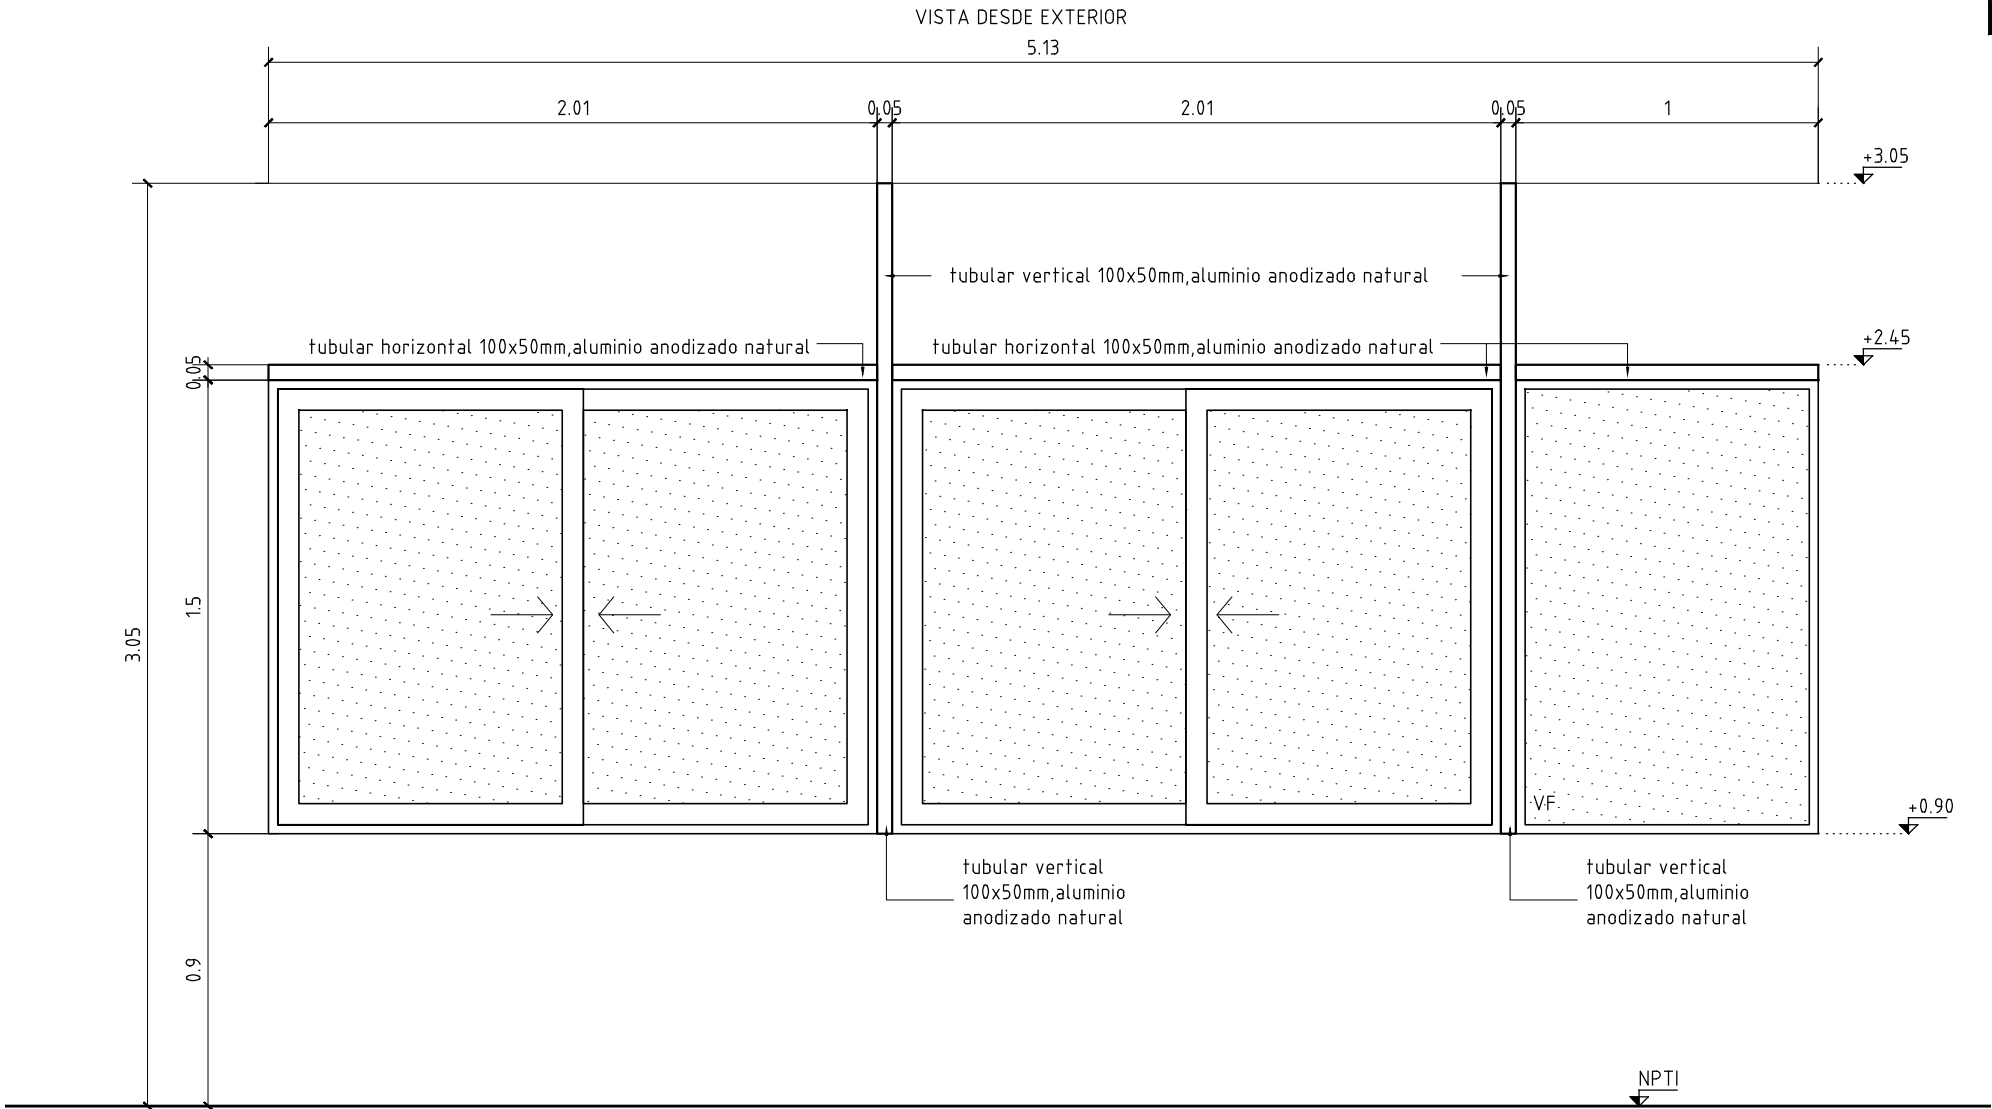 VISTA DESDE EXTERIOR
5.13
2.01
0.05
2.01
0.05
1
+3.05
tubular vertical 100x50mm,aluminio anodizado natural
+2.45
tubular horizontal 100x50mm,aluminio anodizado natural
tubular horizontal 100x50mm,aluminio anodizado natural
0.05
1.5
3.05
VF
+0.90
tubular vertical
100x50mm,aluminio
anodizado natural
tubular vertical
100x50mm,aluminio
anodizado natural
0.9
NPTI